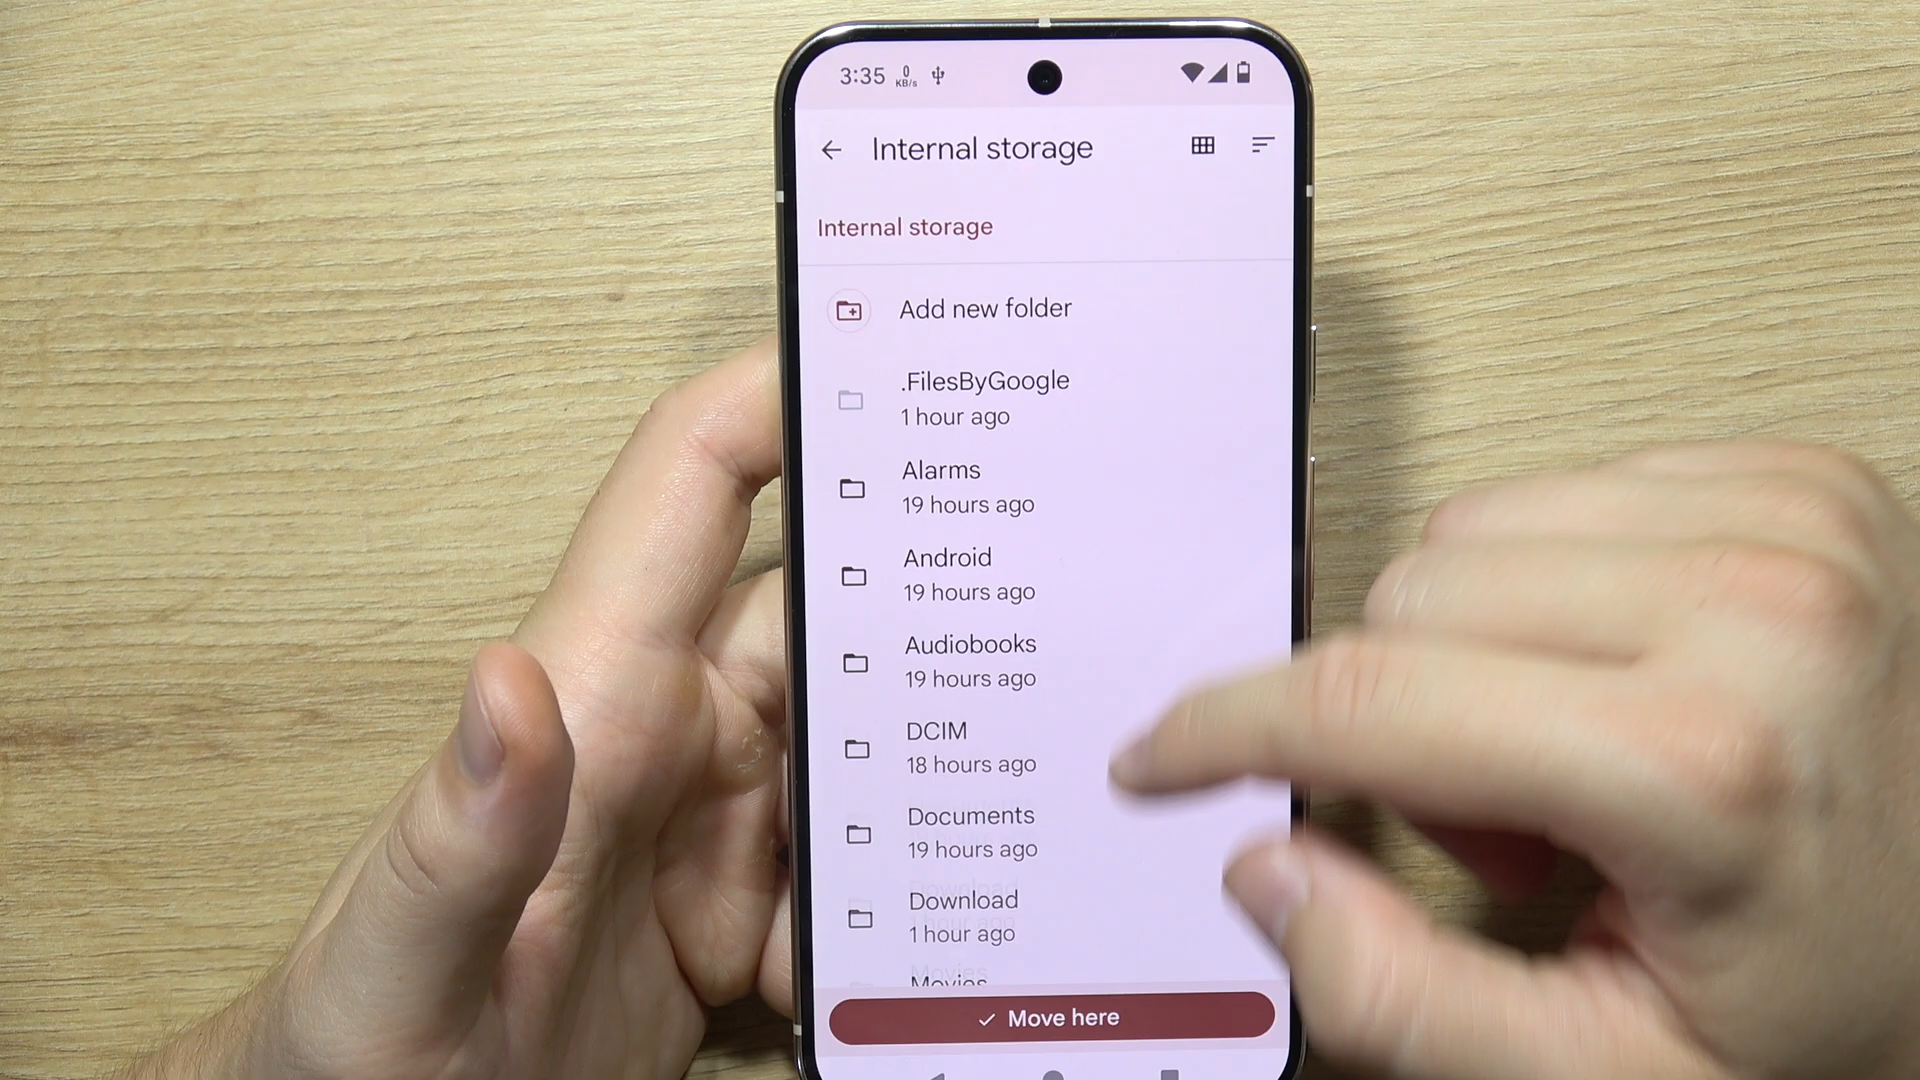 3:35 0 KB/s
Internal storage
Internal storage
Add new folder
.FilesByGoogle
1 hour ago
Alarms
19 hours ago
Android
19 hours ago
Audiobooks
19 hours ago
DCIM
18 hours ago
Documents
19 hours ago
Download
1 hour ago
Movies
Move here